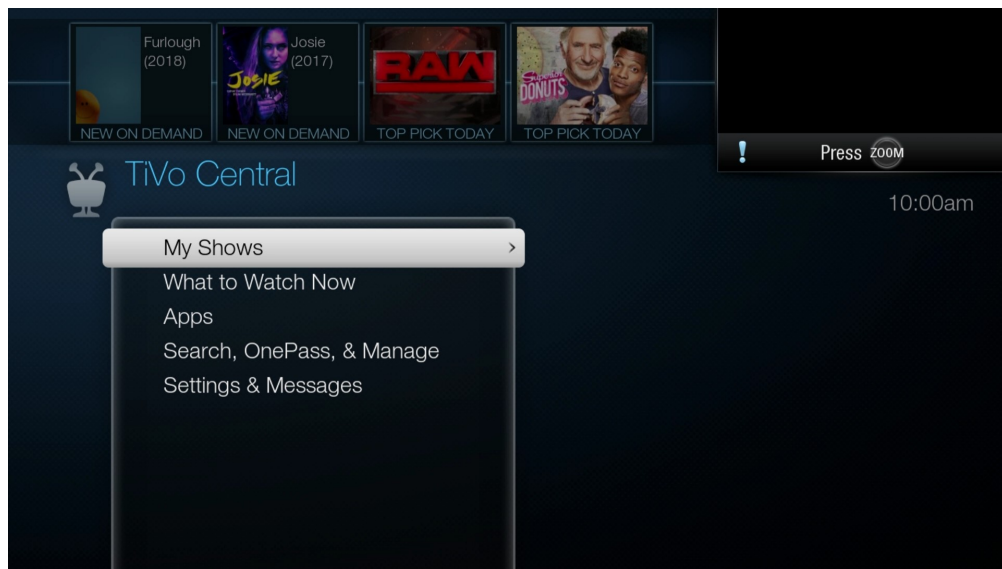 Furlough
(2018)
Josie
(2017)
JOSIE
RAW
Superior
DONUTS
NEW ON DEMAND
NEW ON DEMAND
TOP PICK TODAY
TOP PICK TODAY
! Press ZOOM
TiVo Central
10:00am
My Shows
What to Watch Now
Apps
Search, OnePass, & Manage
Settings & Messages